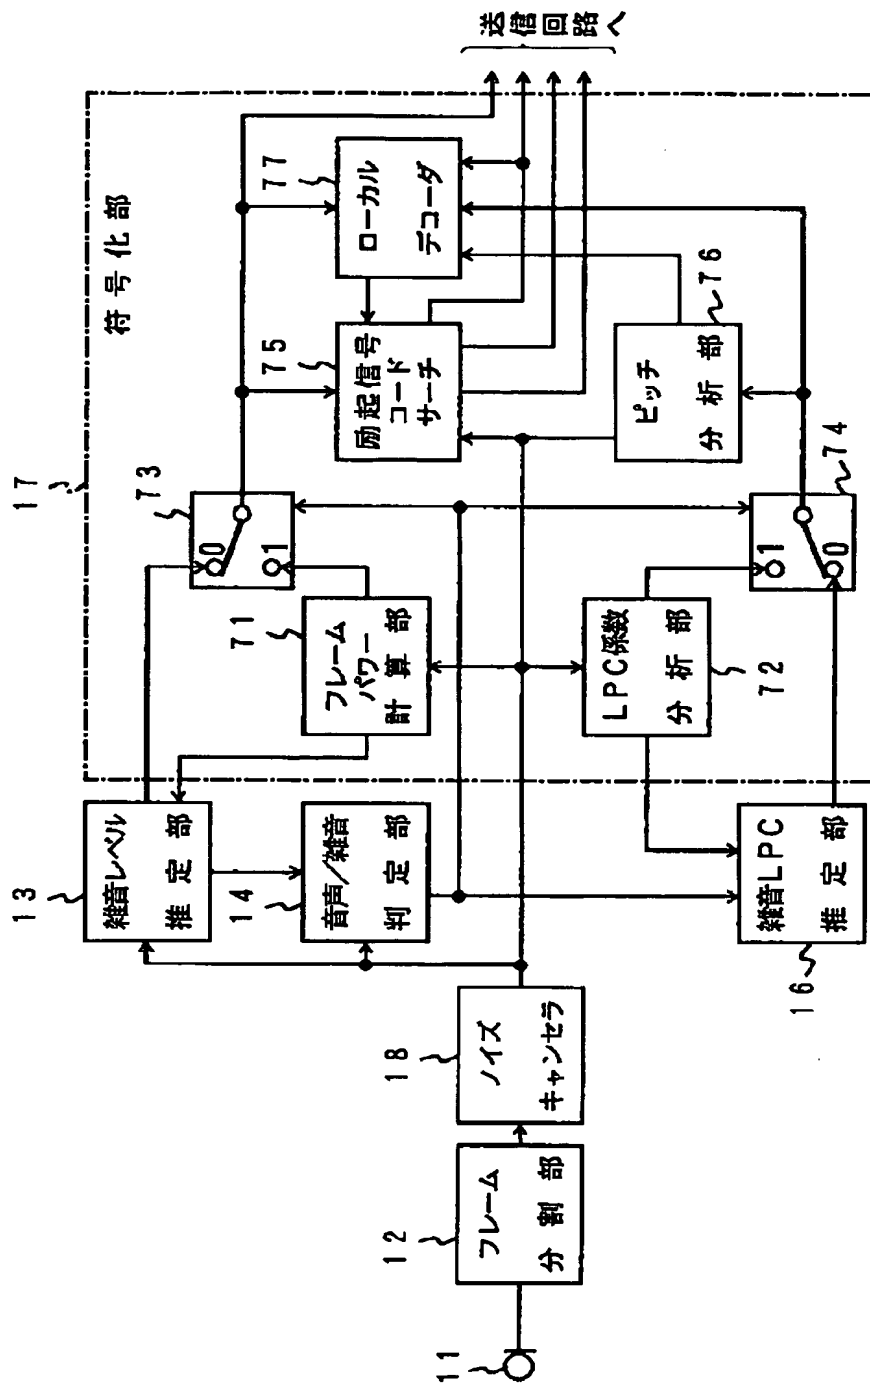 11
12
フレーム
分割部
18
ノイズ
キャンセラ
13
雑音レベル
推定部
14
音声/雑音
判定部
16
雑音LPC
推定部
17
符号化部
71
フレーム
パワー
計算部
72
LPC係数
分析部
73
0
1
74
1
0
75
励起信号
コード
サーチ
76
ピッチ
分析部
77
ローカル
デコーダ
送信回路へ